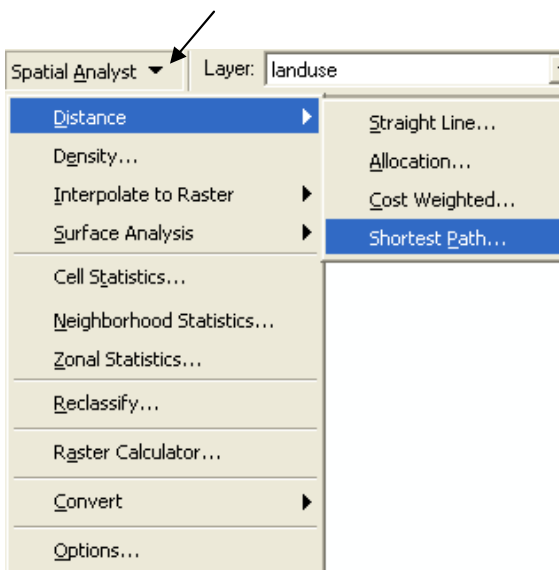 Spatial Analyst Layer: landuse
Distance
Density...
Interpolate to Raster
Surface Analysis
Cell Statistics...
Neighborhood Statistics...
Zonal Statistics...
Reclassify...
Raster Calculator...
Convert
Options...
Straight Line...
Allocation...
Cost Weighted...
Shortest Path...